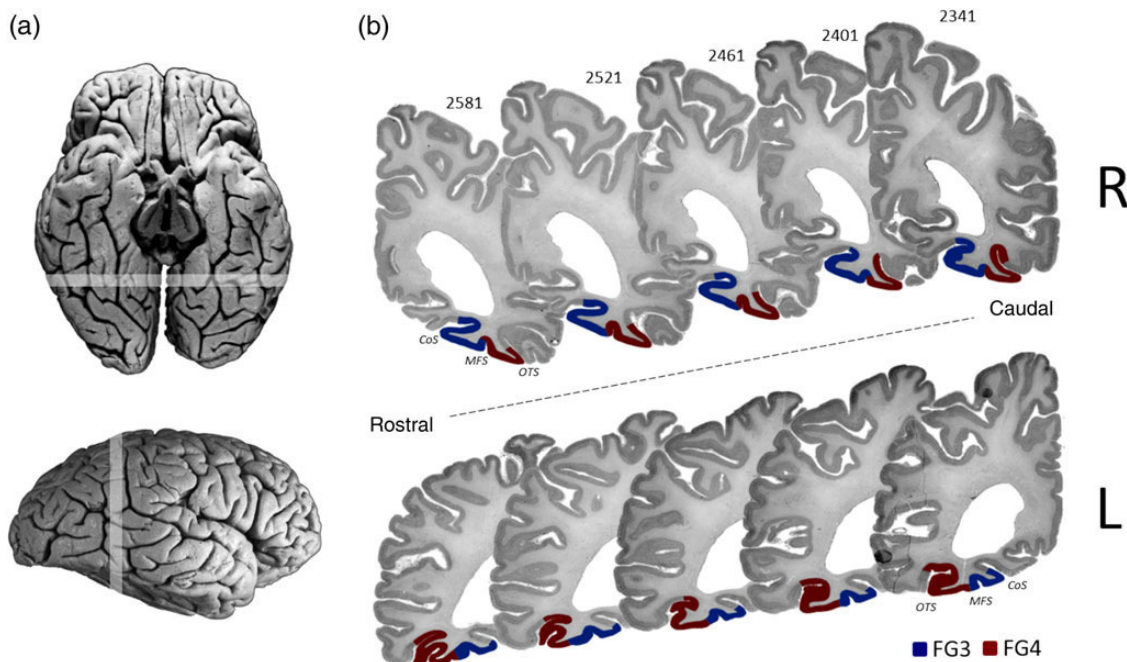 (a)
(b)
2581
2521
2461
2401
2341
R
CoS
MFS
OTS
Caudal
Rostral
L
OTS
MFS
CoS
FG3
FG4